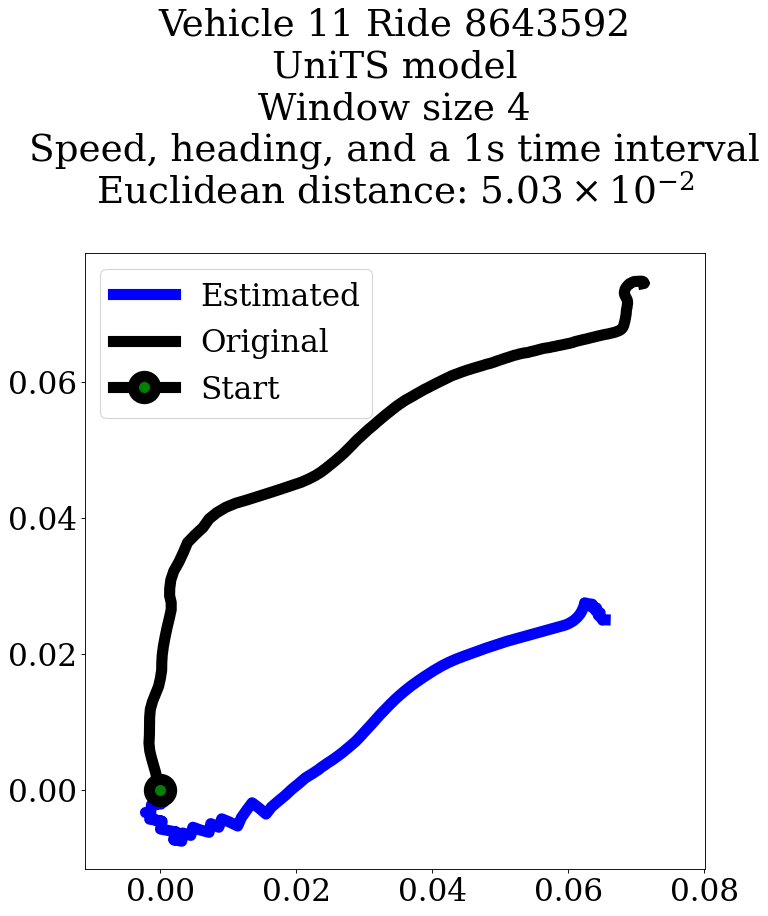 Vehicle 11 Ride 8643592
UniTS model
Window size 4
Speed, heading, and a 1s time interval
Euclidean distance: 5.03 × 10⁻²
Estimated
Original
Start
0.06
0.04
0.02
0.00
0.00 0.02 0.04 0.06 0.08